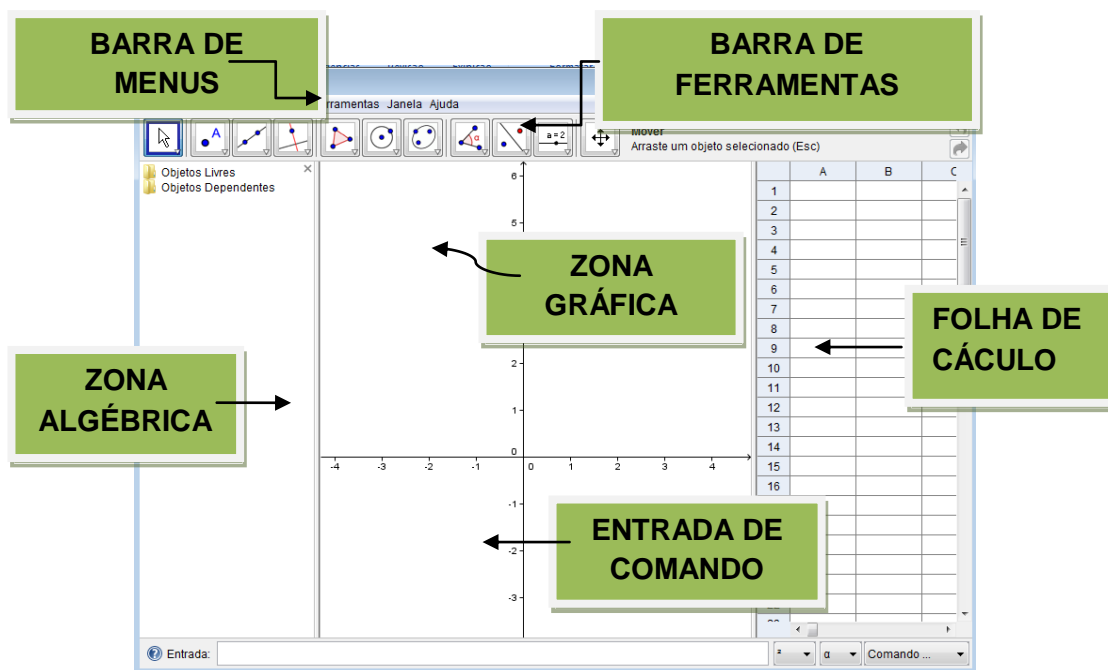 BARRA DE
MENUS
BARRA DE
FERRAMENTAS
rramentas Janela Ajuda
A
α
a = 2
Mover
Arraste um objeto selecionado (Esc)
Objetos Livres
Objetos Dependentes
ZONA
GRÁFICA
ZONA
ALGÉBRICA
FOLHA DE
CÁCULO
ENTRADA DE
COMANDO
6
5
2
1
0
-4 -3 -2 -1 0 1 2 3 4
-1
-2
-3
A B C
1
2
3
4
5
6
7
8
9
10
11
12
13
14
15
16
Entrada:
² α Comando ...